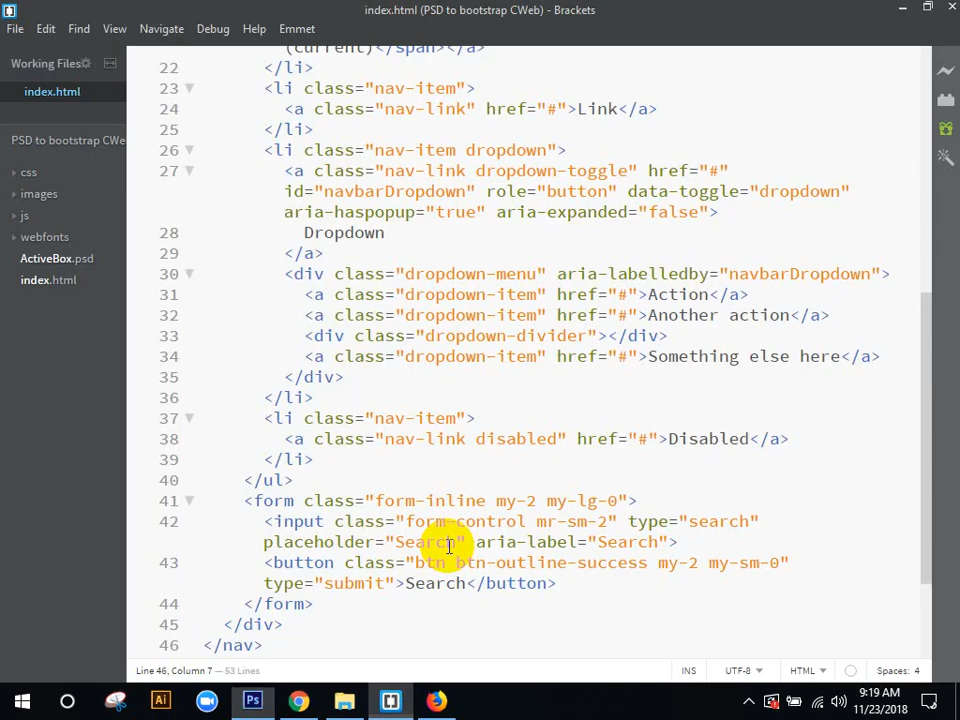 index.html (PSD to bootstrap CWeb) - Brackets
File Edit Find View Navigate Debug Help Emmet
Working Files
index.html
PSD to bootstrap CWeb
css
images
js
webfonts
ActiveBox.psd
index.html
(current)</span></a>
22 </li>
23 <li class="nav-item">
24 <a class="nav-link" href="#">Link</a>
25 </li>
26 <li class="nav-item dropdown">
27 <a class="nav-link dropdown-toggle" href="#"
id="navbarDropdown" role="button" data-toggle="dropdown"
aria-haspopup="true" aria-expanded="false">
28 Dropdown
29 </a>
30 <div class="dropdown-menu" aria-labelledby="navbarDropdown">
31 <a class="dropdown-item" href="#">Action</a>
32 <a class="dropdown-item" href="#">Another action</a>
33 <div class="dropdown-divider"></div>
34 <a class="dropdown-item" href="#">Something else here</a>
35 </div>
36 </li>
37 <li class="nav-item">
38 <a class="nav-link disabled" href="#">Disabled</a>
39 </li>
40 </ul>
41 <form class="form-inline my-2 my-lg-0">
42 <input class="form-control mr-sm-2" type="search"
placeholder="Search" aria-label="Search">
43 <button class="btn btn-outline-success my-2 my-sm-0"
type="submit">Search</button>
44 </form>
45 </div>
46 </nav>
Line 46, Column 7 — 53 Lines
INS UTF-8 HTML Spaces: 4
Ai Ps
9:19 AM
11/23/2018